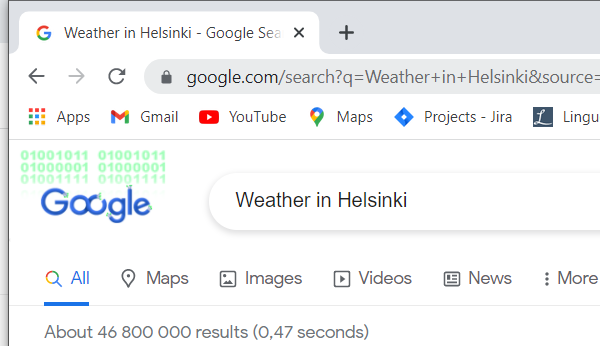 Weather in Helsinki - Google Sea
google.com/search?q=Weather+in+Helsinki&source=
Apps Gmail YouTube Maps Projects - Jira Lingu
01001011 01001011
01000001 01000001
01001111 01001111
Google
Weather in Helsinki
All Maps Images Videos News More
About 46 800 000 results (0,47 seconds)